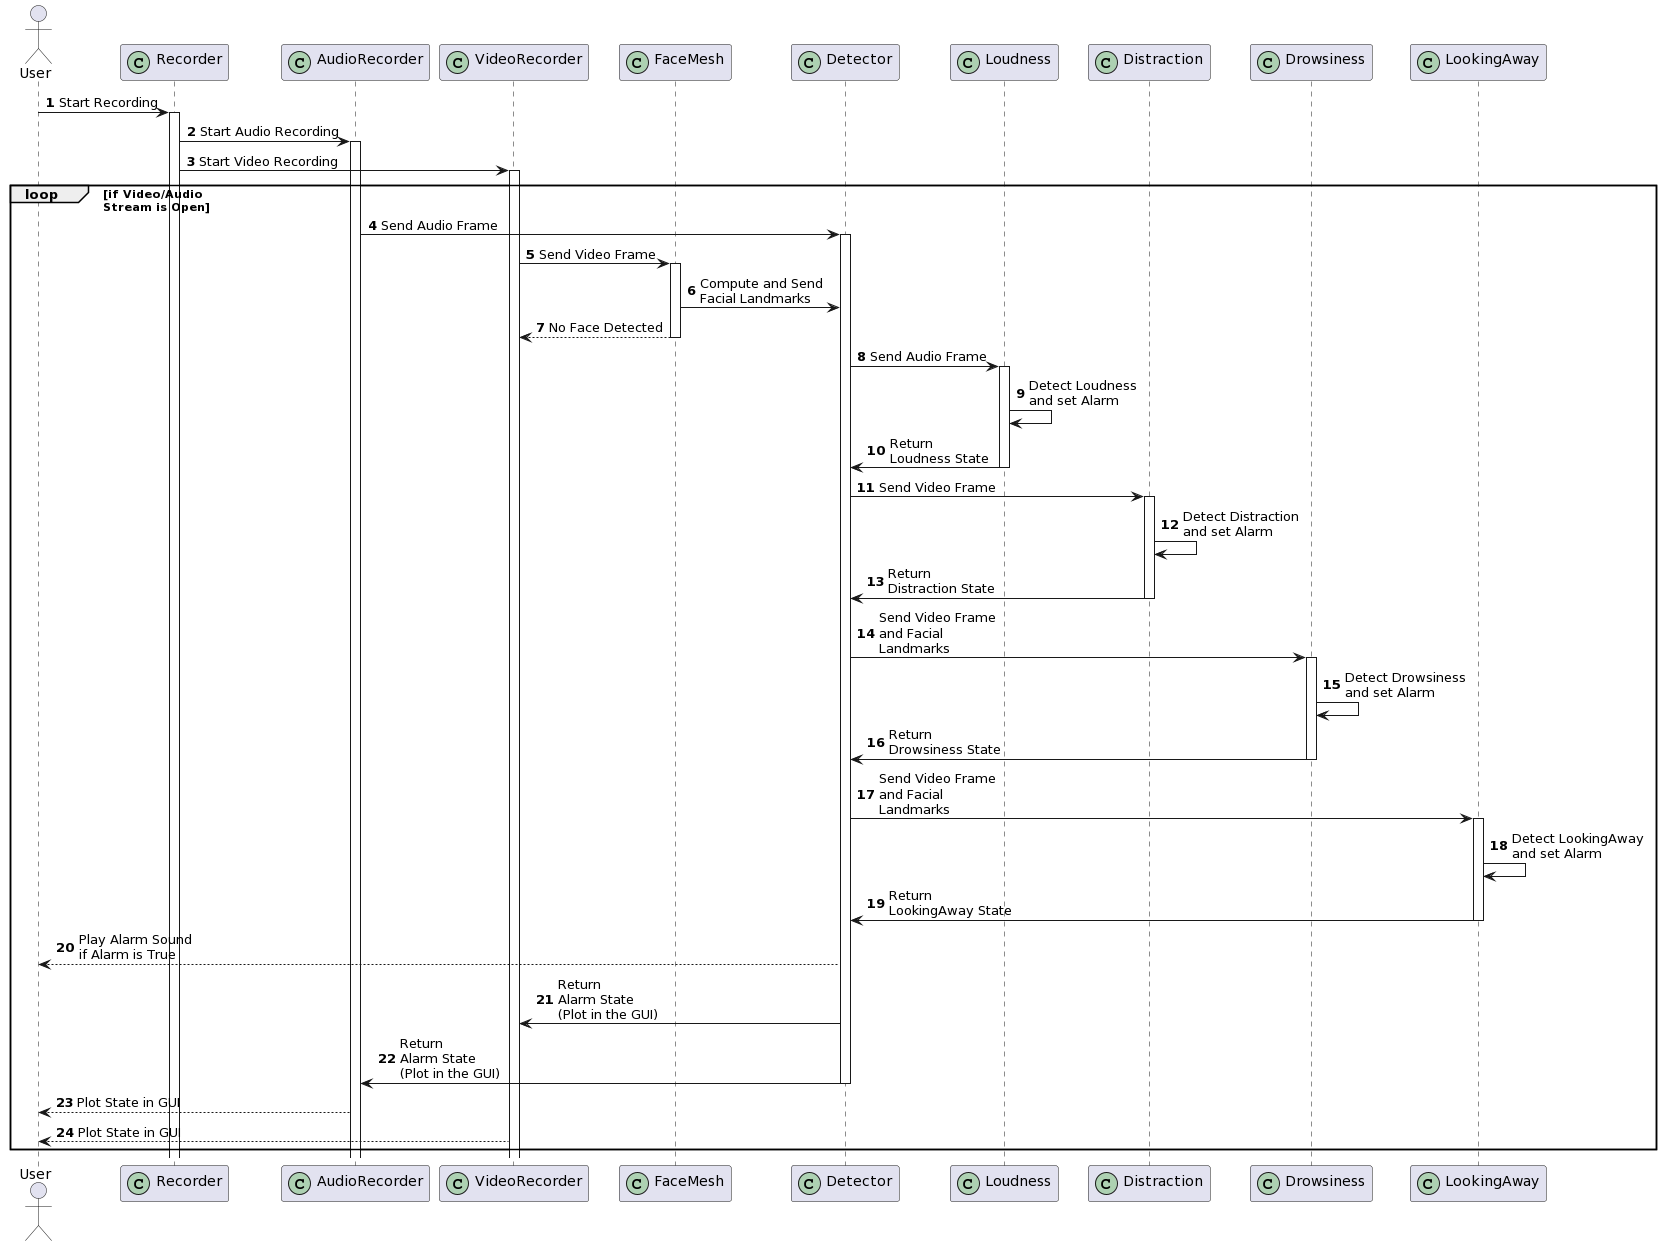 User
C Recorder
C AudioRecorder
C VideoRecorder
C FaceMesh
C Detector
C Loudness
C Distraction
C Drowsiness
C LookingAway
1 Start Recording
2 Start Audio Recording
3 Start Video Recording
loop
[if Video/Audio
Stream is Open]
4 Send Audio Frame
5 Send Video Frame
6 Compute and Send
Facial Landmarks
7 No Face Detected
8 Send Audio Frame
9 Detect Loudness
and set Alarm
10 Return
Loudness State
11 Send Video Frame
12 Detect Distraction
and set Alarm
13 Return
Distraction State
14 Send Video Frame
and Facial
Landmarks
15 Detect Drowsiness
and set Alarm
16 Return
Drowsiness State
17 Send Video Frame
and Facial
Landmarks
18 Detect LookingAway
and set Alarm
19 Return
LookingAway State
20 Play Alarm Sound
if Alarm is True
21 Return
Alarm State
(Plot in the GUI)
22 Return
Alarm State
(Plot in the GUI)
23 Plot State in GUI
24 Plot State in GUI
User
C Recorder
C AudioRecorder
C VideoRecorder
C FaceMesh
C Detector
C Loudness
C Distraction
C Drowsiness
C LookingAway